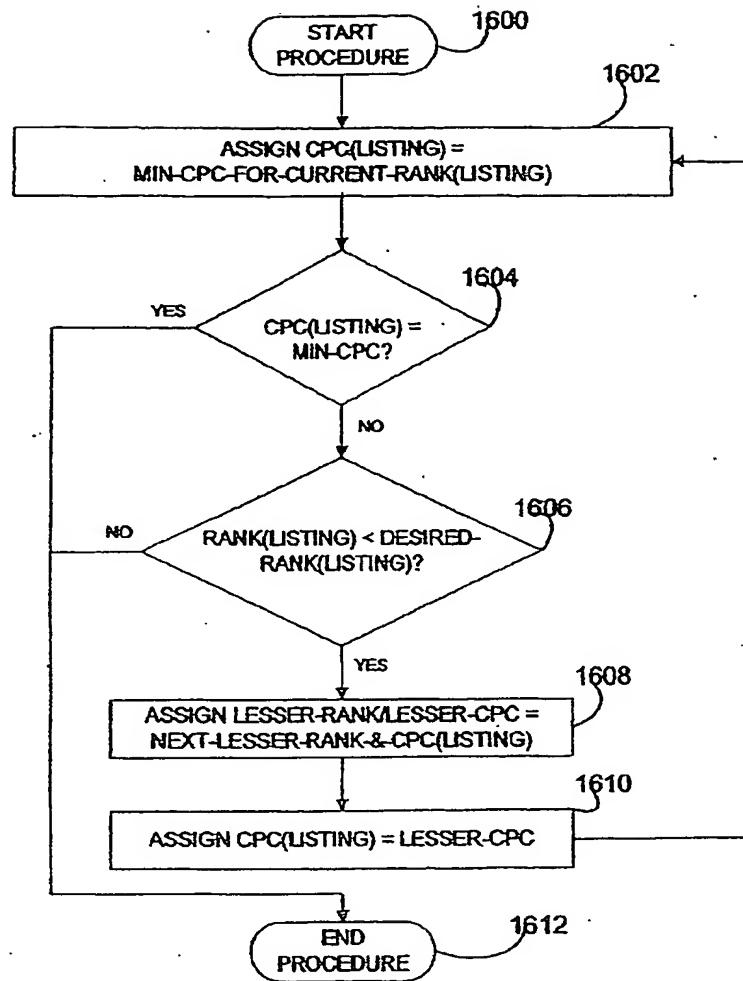 START
PROCEDURE
1600
1602
ASSIGN CPC(LISTING) =
MIN-CPC-FOR-CURRENT-RANK(LISTING)
1604
YES
CPC(LISTING) =
MIN-CPC?
NO
1606
NO
RANK(LISTING) < DESIRED-
RANK(LISTING)?
YES
1608
ASSIGN LESSER-RANK/LESSER-CPC =
NEXT-LESSER-RANK-&-CPC(LISTING)
1610
ASSIGN CPC(LISTING) = LESSER-CPC
END
PROCEDURE
1612